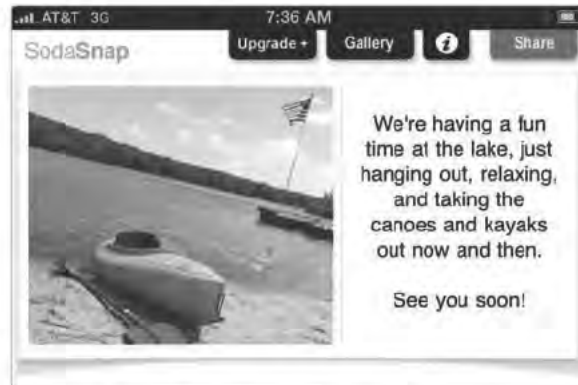 AT&T 3G 7:36 AM
SodaSnap Upgrade + Gallery i Share
We're having a fun
time at the lake, just
hanging out, relaxing,
and taking the
canoes and kayaks
out now and then.
See you soon!